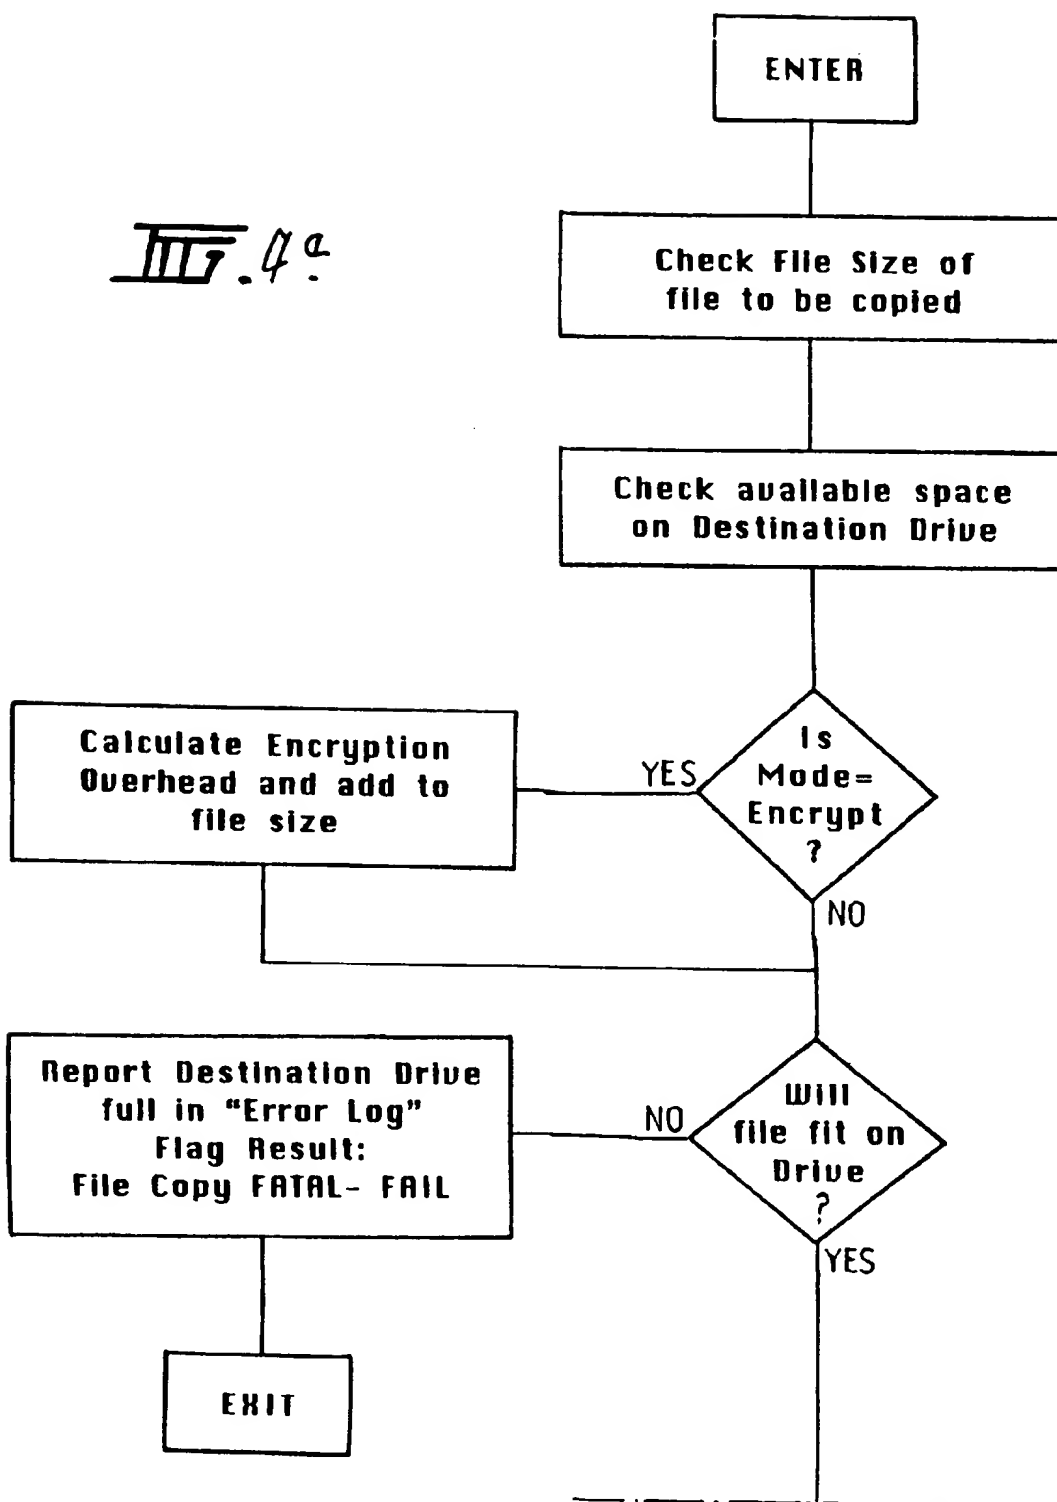 ENTER
FIG. 4a
Check File Size of
file to be copied
Check available space
on Destination Drive
Is
Mode=
Encrypt
?
YES
Calculate Encryption
Overhead and add to
file size
NO
Will
file fit on
Drive
?
NO
Report Destination Drive
full in “Error Log”
Flag Result:
File Copy FATAL- FAIL
YES
EXIT